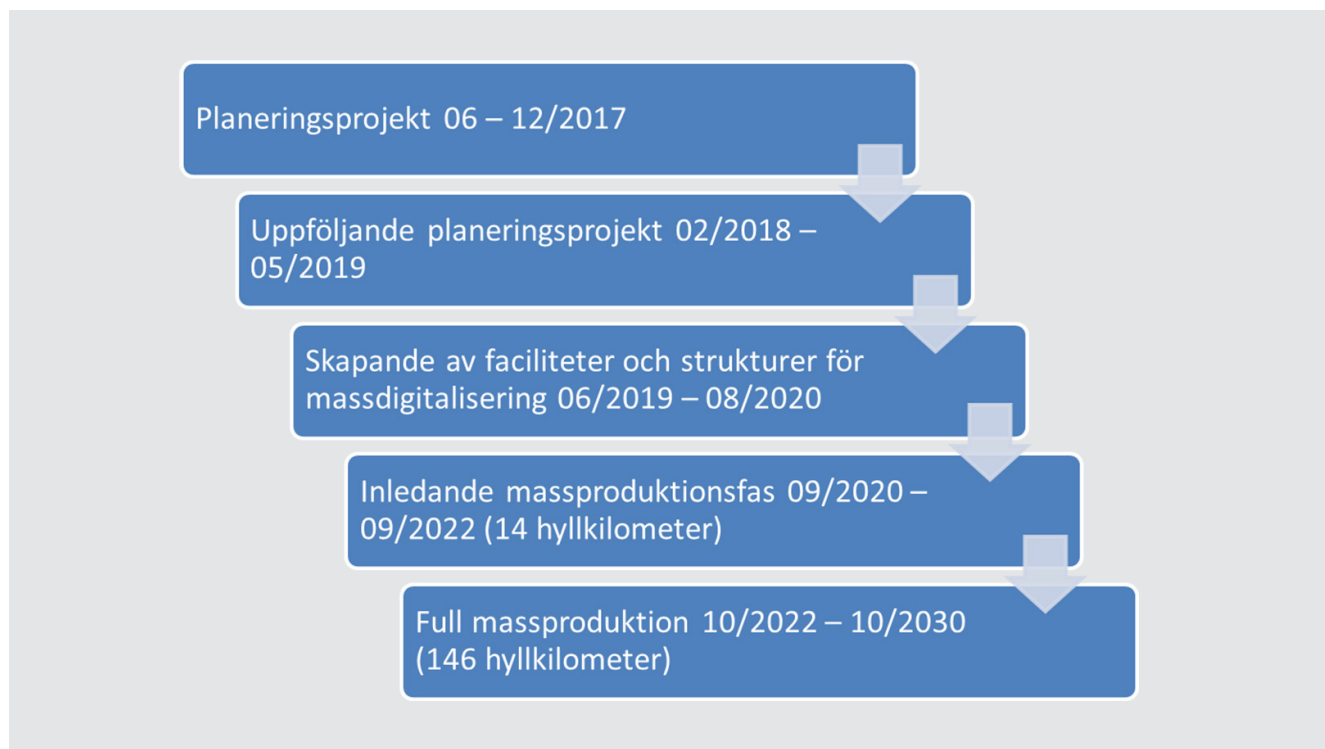 Planeringsprojekt 06 – 12/2017
Uppföljande planeringsprojekt 02/2018 –
05/2019
Skapande av faciliteter och strukturer för
massdigitalisering 06/2019 – 08/2020
Inledande massproduktionsfas 09/2020 –
09/2022 (14 hyllkilometer)
Full massproduktion 10/2022 – 10/2030
(146 hyllkilometer)